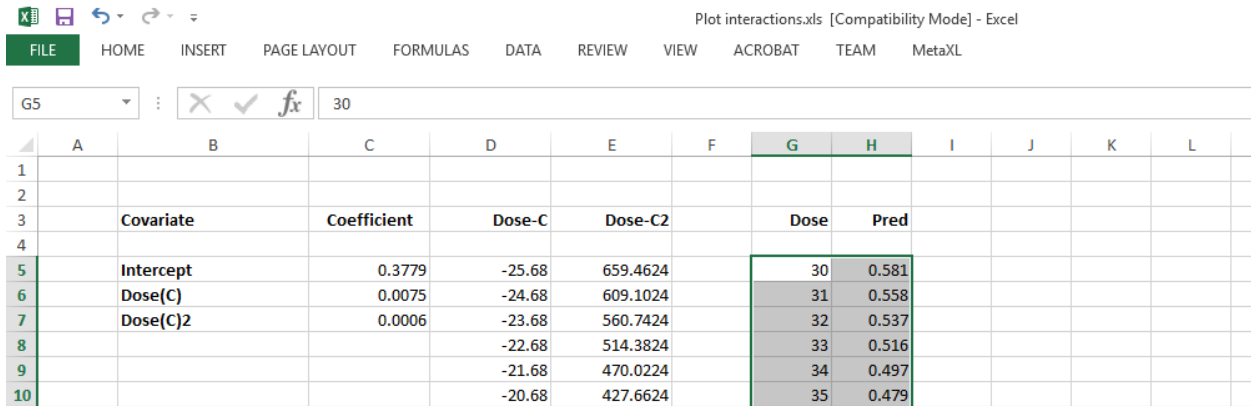 Plot interactions.xls [Compatibility Mode] - Excel
FILE HOME INSERT PAGE LAYOUT FORMULAS DATA REVIEW VIEW ACROBAT TEAM MetaXL
G5 fx 30
A B C D E F G H I J K L
1
2
3 Covariate Coefficient Dose-C Dose-C2 Dose Pred
4
5 Intercept 0.3779 -25.68 659.4624 30 0.581
6 Dose(C) 0.0075 -24.68 609.1024 31 0.558
7 Dose(C)2 0.0006 -23.68 560.7424 32 0.537
8 -22.68 514.3824 33 0.516
9 -21.68 470.0224 34 0.497
10 -20.68 427.6624 35 0.479